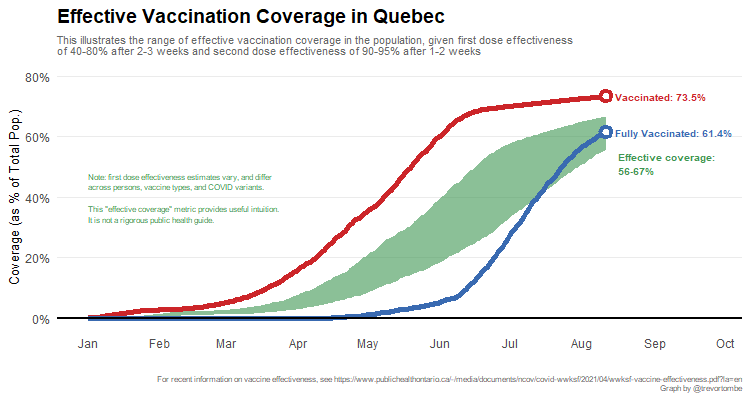 Effective Vaccination Coverage in Quebec
This illustrates the range of effective vaccination coverage in the population, given first dose effectiveness
of 40-80% after 2-3 weeks and second dose effectiveness of 90-95% after 1-2 weeks
Coverage (as % of Total Pop.)
80%
60%
40%
20%
0%
Vaccinated: 73.5%
Fully Vaccinated: 61.4%
Effective coverage:
56-67%
Note: first dose effectiveness estimates vary, and differ
across persons, vaccine types, and COVID variants.
This "effective coverage" metric provides useful intuition.
It is not a rigorous public health guide.
Jan Feb Mar Apr May Jun Jul Aug Sep Oct
For recent information on vaccine effectiveness, see https://www.publichealthontario.ca/-/media/documents/ncov/covid-wwksf/2021/04/wwksf-vaccine-effectiveness.pdf?la=en
Graph by @trevortombe